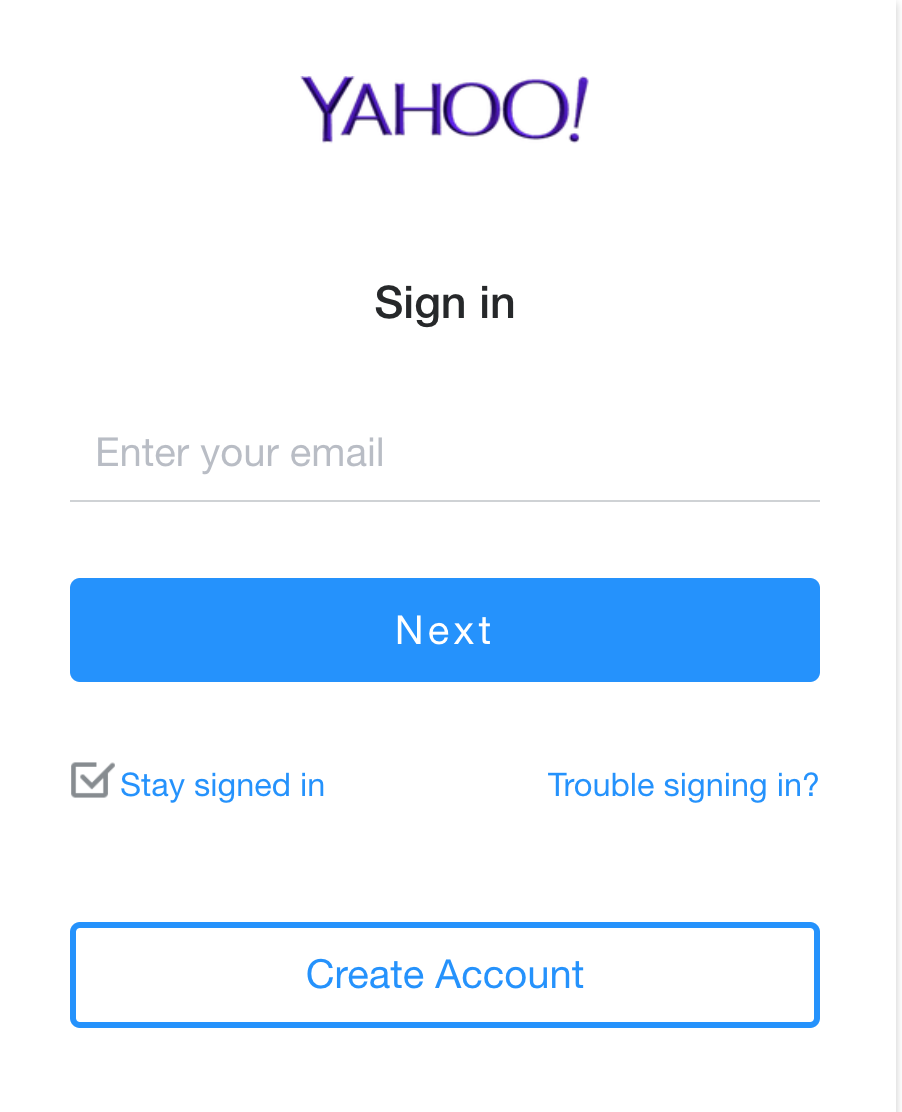 YAHOO!
Sign in
Enter your email
Next
Stay signed in
Trouble signing in?
Create Account